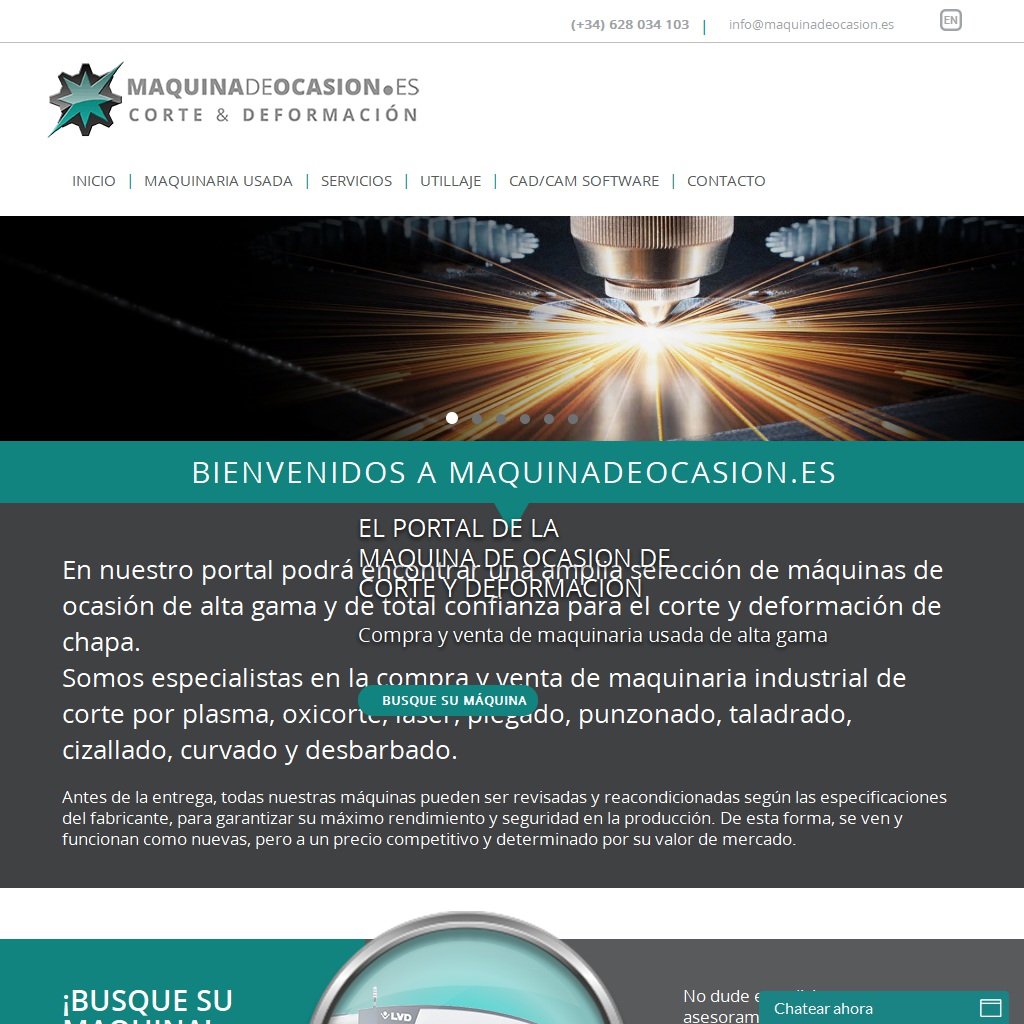 (+34) 628 034 103 | info@maquinadeocasion.es EN
MAQUINADEOCASION.ES
CORTE & DEFORMACIÓN
INICIO | MAQUINARIA USADA | SERVICIOS | UTILLAJE | CAD/CAM SOFTWARE | CONTACTO
BIENVENIDOS A MAQUINADEOCASION.ES
EL PORTAL DE LA
MAQUINA DE OCASION DE
CORTE Y DEFORMACIÓN
Compra y venta de maquinaria usada de alta gama
BUSQUE SU MÁQUINA
En nuestro portal podrá encontrar una amplia selección de máquinas de
ocasión de alta gama y de total confianza para el corte y deformación de
chapa.
Somos especialistas en la compra y venta de maquinaria industrial de
corte por plasma, oxicorte, láser, plegado, punzonado, taladrado,
cizallado, curvado y desbarbado.
Antes de la entrega, todas nuestras máquinas pueden ser revisadas y reacondicionadas según las especificaciones
del fabricante, para garantizar su máximo rendimiento y seguridad en la producción. De esta forma, se ven y
funcionan como nuevas, pero a un precio competitivo y determinado por su valor de mercado.
¡BUSQUE SU
MAQUINA!
LVD
No dude
asesoram
Chatear ahora